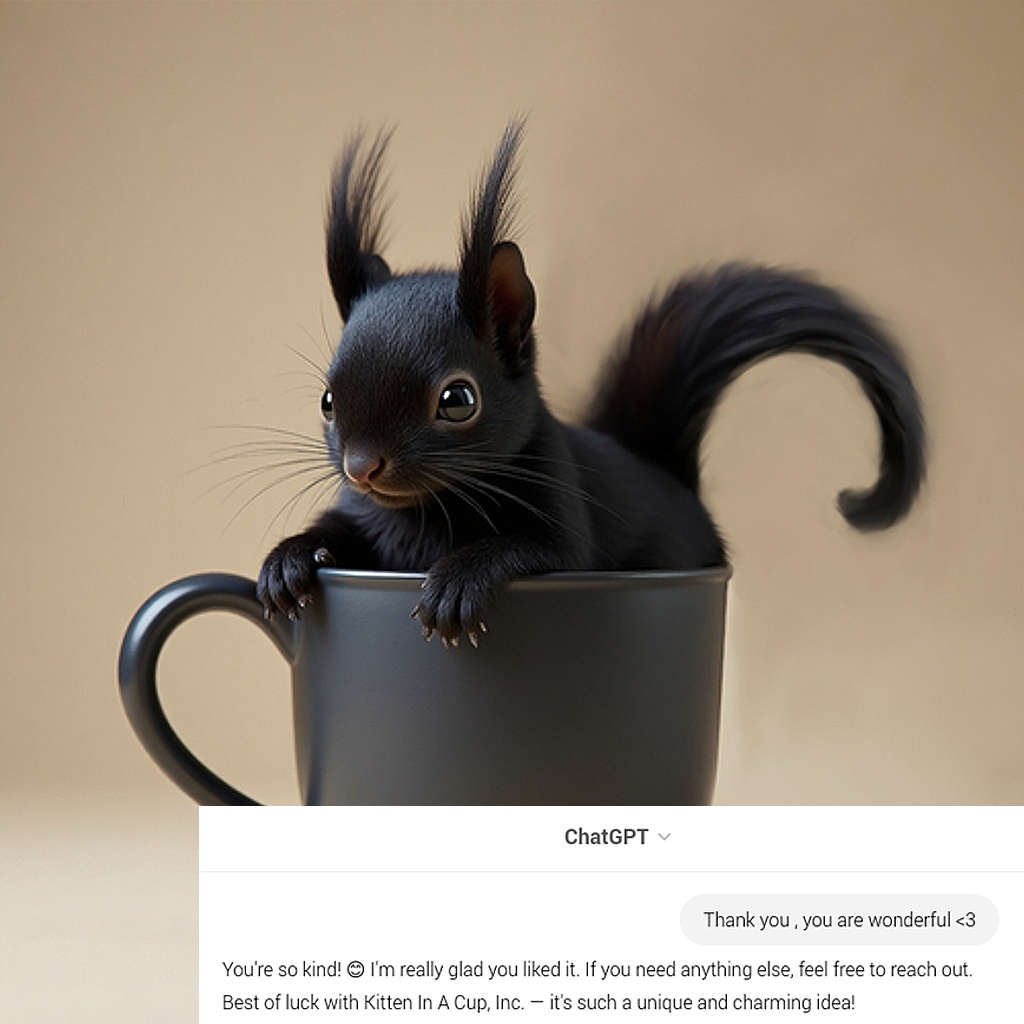 ChatGPT
Thank you , you are wonderful <3
You're so kind! 😊 I'm really glad you liked it. If you need anything else, feel free to reach out.
Best of luck with Kitten In A Cup, Inc. — it's such a unique and charming idea!